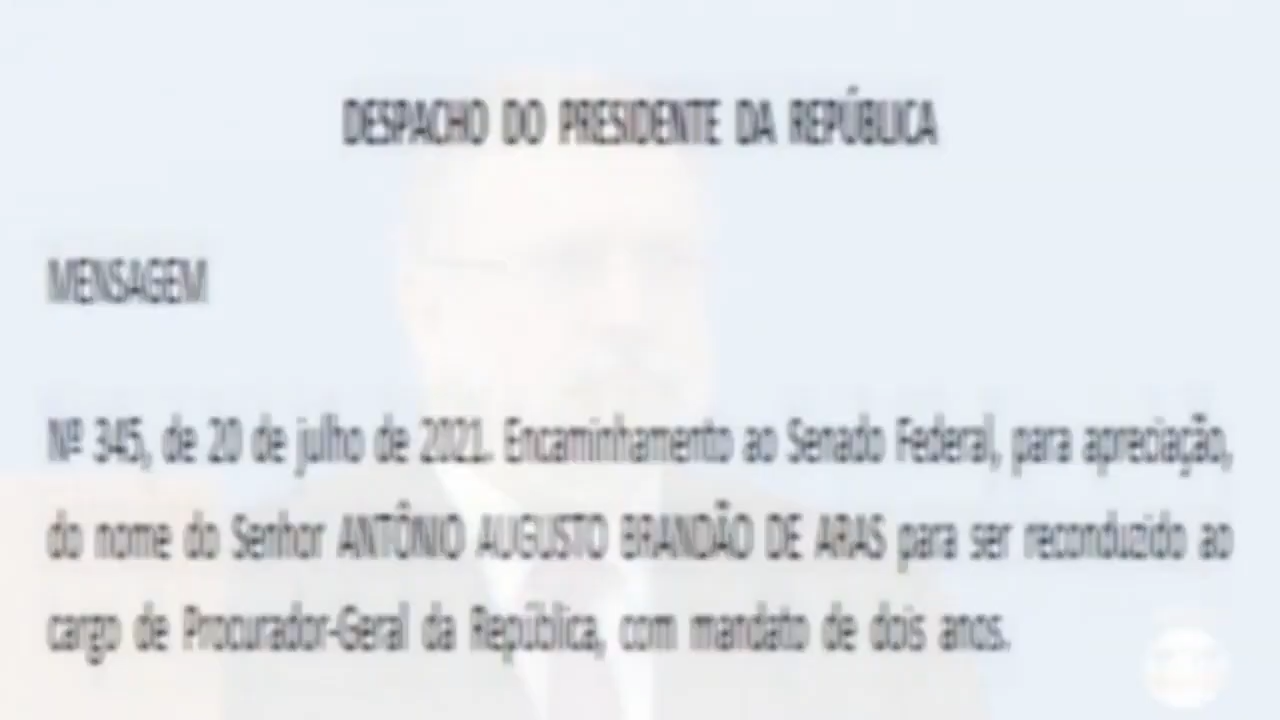 DESPACHO DO PRESIDENTE DA REPÚBLICA
MENSAGEM
Nº 345, de 20 de julho de 2021. Encaminhamento ao Senado Federal, para apreciação,
do nome do Senhor ANTÔNIO AUGUSTO BRANDÃO DE ARAS para ser reconduzido ao
cargo de Procurador-Geral da República, com mandato de dois anos.